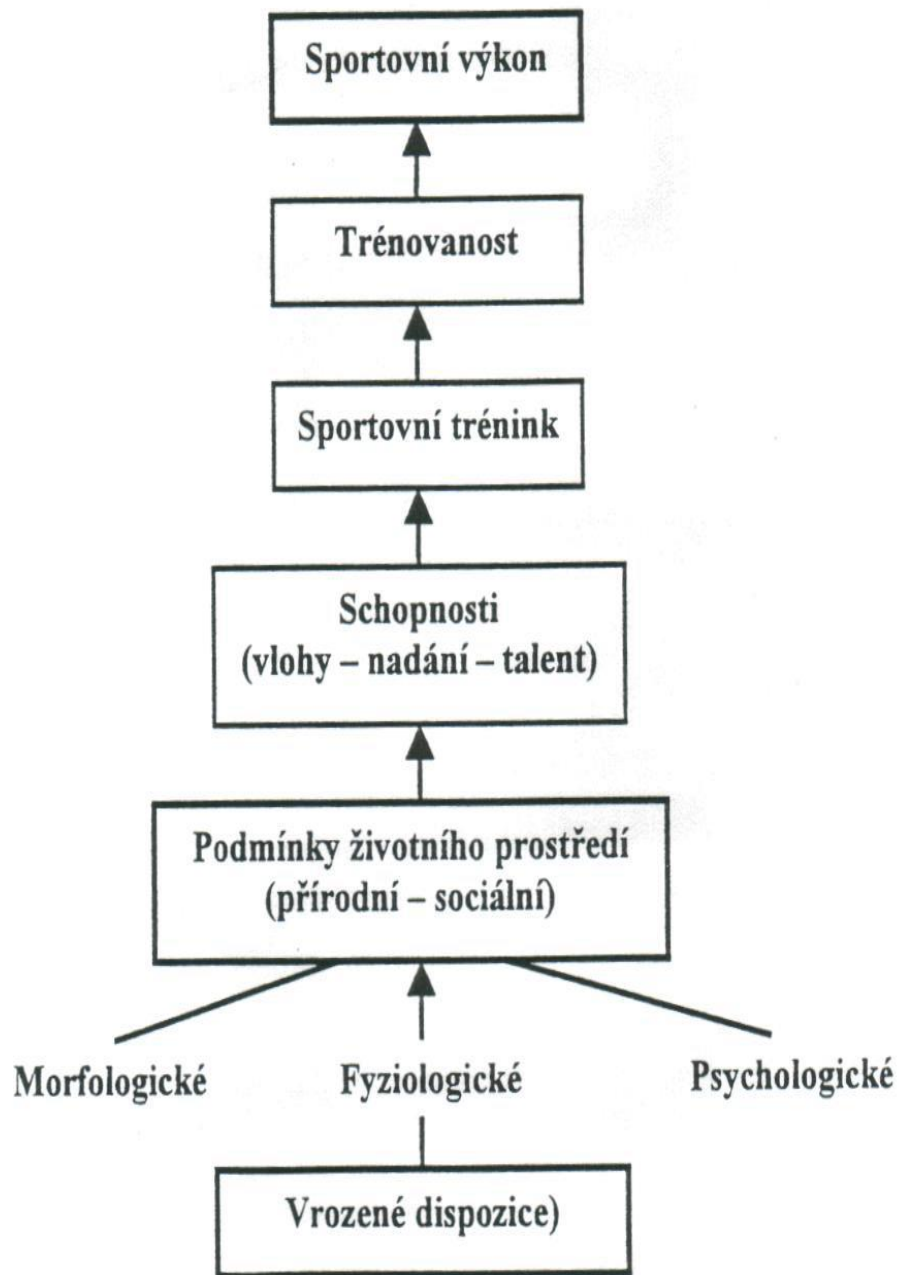 Sportovní výkon
Trénovanost
Sportovní trénink
Schopnosti
(vlohy – nadání – talent)
Podmínky životního prostředí
(přírodní – sociální)
Morfologické
Fyziologické
Psychologické
Vrozené dispozice)